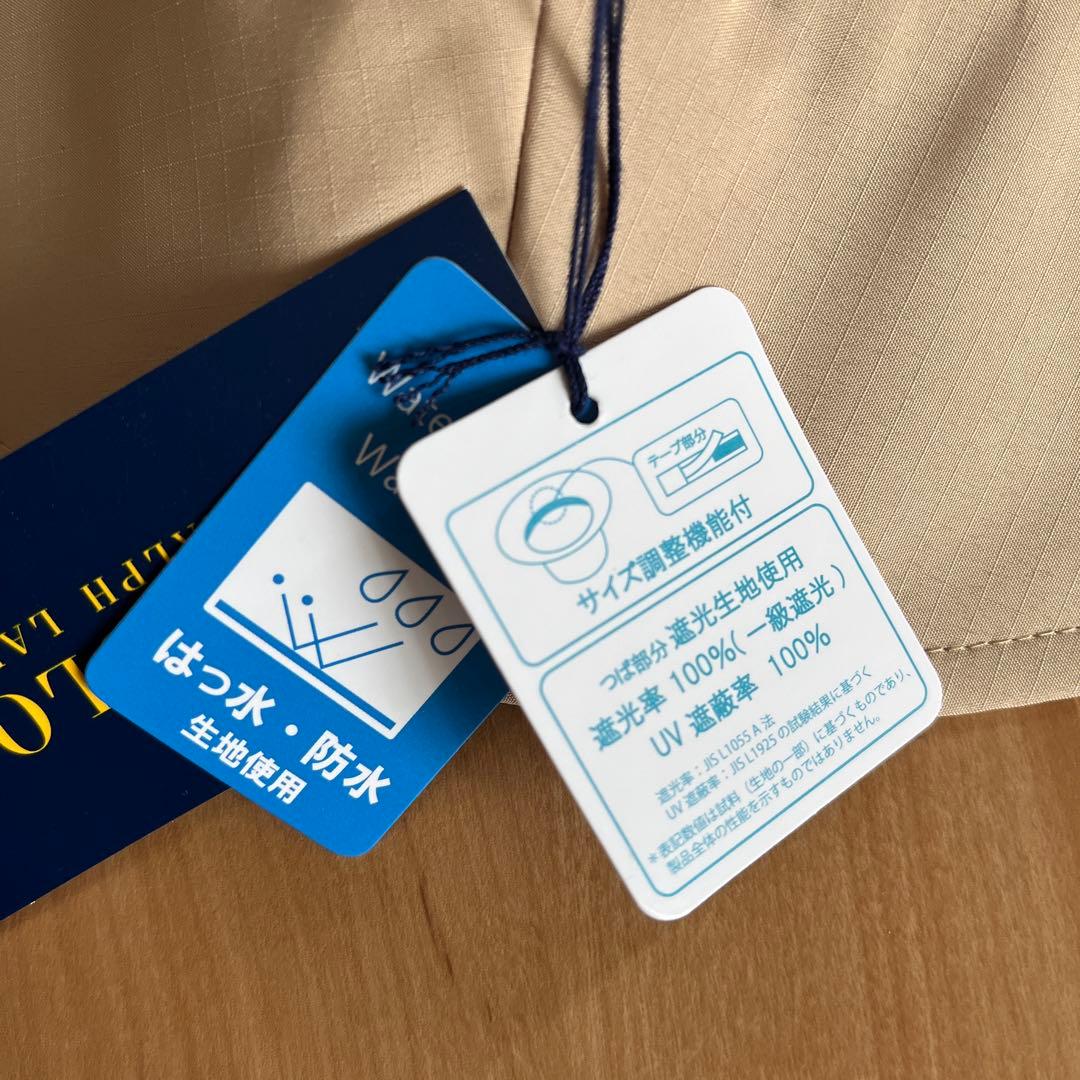 テープ部分
サイズ調整機能付
つば部分 遮光生地使用
遮光率 100%（一級遮光）
UV 遮蔽率 100%
遮光率：JIS L1055 A 法
UV 遮蔽率：JIS L1925 の試験結果に基づく
＊表記数値は試料（生地の一部）に基づくものであり、
製品全体の性能を示すものではありません。
はっ水・防水
生地使用